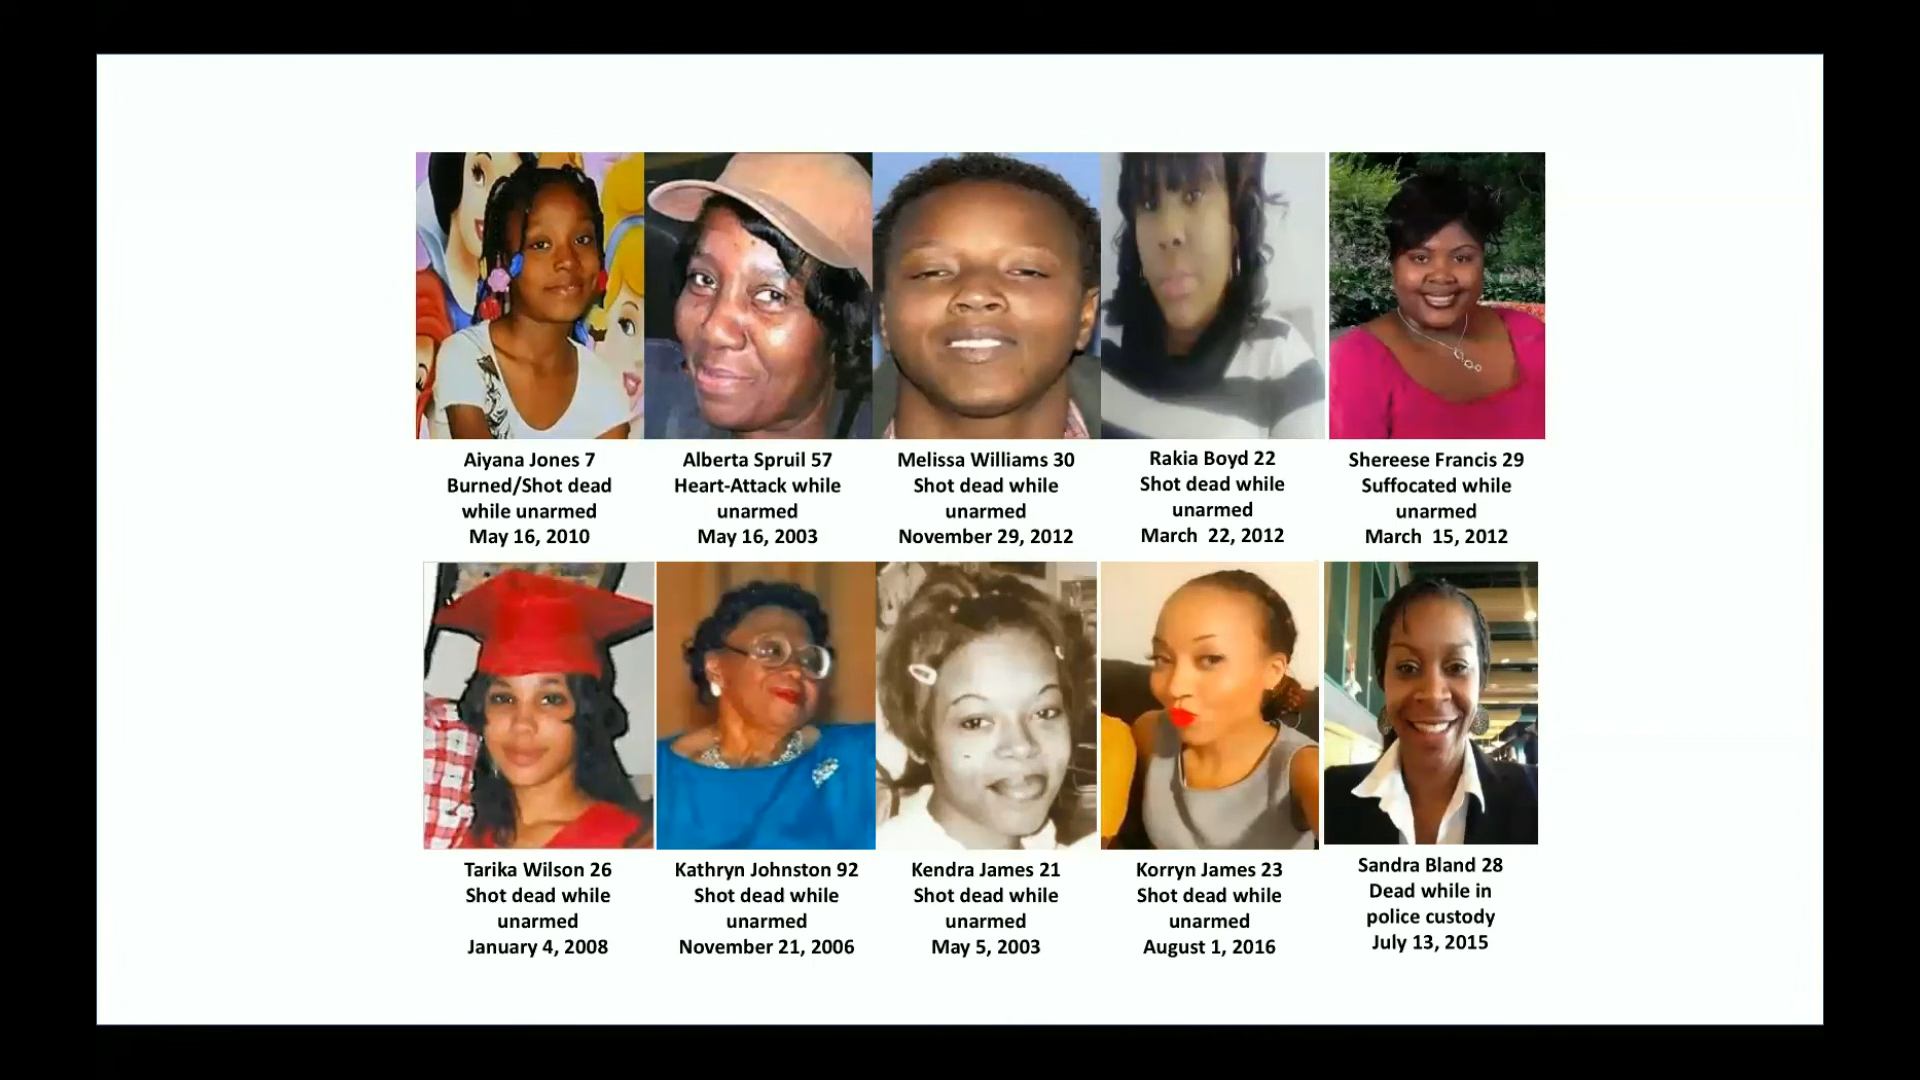 Aiyana Jones 7
Burned/Shot dead
while unarmed
May 16, 2010
Alberta Spruil 57
Heart-Attack while
unarmed
May 16, 2003
Melissa Williams 30
Shot dead while
unarmed
November 29, 2012
Rakia Boyd 22
Shot dead while
unarmed
March  22, 2012
Shereese Francis 29
Suffocated while
unarmed
March  15, 2012
Tarika Wilson 26
Shot dead while
unarmed
January 4, 2008
Kathryn Johnston 92
Shot dead while
unarmed
November 21, 2006
Kendra James 21
Shot dead while
unarmed
May 5, 2003
Korryn James 23
Shot dead while
unarmed
August 1, 2016
Sandra Bland 28
Dead while in
police custody
July 13, 2015